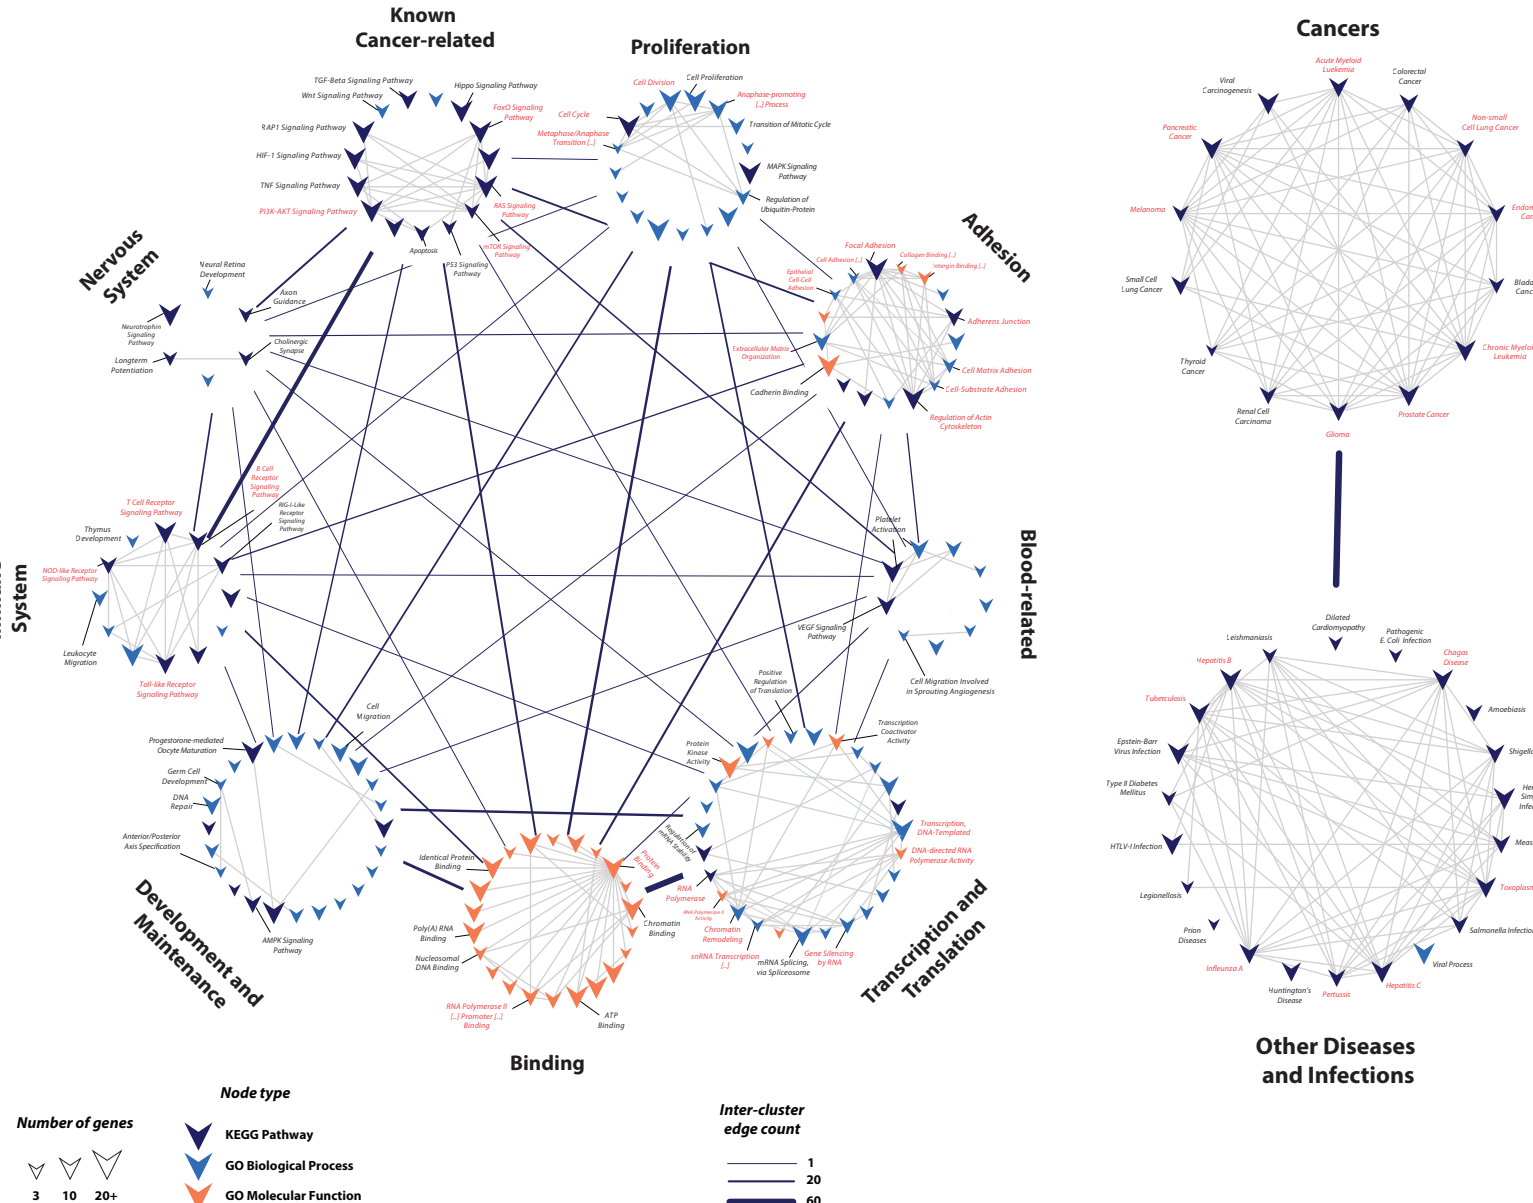 Known
Cancer-related
TGF-Beta Signaling Pathway
Wnt Signaling Pathway
Hippo Signaling Pathway
RAP1 Signaling Pathway
FoxO Signaling
Pathway
HIF-1 Signaling Pathway
TNF Signaling Pathway
PI3K-AKT Signaling Pathway
RAS Signaling
Pathway
mTOR Signaling
Pathway
Apoptosis
P53 Signaling
Pathway
Proliferation
Cell Division
Cell Proliferation
Anaphase-promoting
[..] Process
Cell Cycle
Metaphase/Anaphase
Transition [..]
Transition of Mitotic Cycle
MAPK Signaling
Pathway
Regulation of
Ubiquitin-Protein
Adhesion
Focal Adhesion
Cell Adhesion [..]
Collagen Binding [..]
Intergin Binding [..]
Epithelial
Cell-Cell
Adhesion
Adherens Junction
Extracellular Matrix
Organization
Cell Matrix Adhesion
Cadherin Binding
Cell-Substrate Adhesion
Regulation of Actin
Cytoskeleton
Nervous
System
Neural Retina
Development
Axon
Guidance
Neurotrophin
Signaling
Pathway
Cholinergic
Synapse
Longterm
Potentiation
System
B Cell
Receptor
Signaling
Pathway
T Cell Receptor
Signaling Pathway
RIG-I-Like
Receptor
Signaling
Pathway
Thymus
Development
NOD-like Receptor
Signaling Pathway
Leukocyte
Migration
Toll-like Receptor
Signaling Pathway
Blood-related
Platelet
Activation
VEGF Signaling
Pathway
Cell Migration Involved
in Sprouting Angiogenesis
Development and
Maintenance
Progestorone-mediated
Oocyte Maturation
Cell
Migration
Germ Cell
Development
DNA
Repair
Anterior/Posterior
Axis Specification
AMPK Signaling
Pathway
Binding
Identical Protein
Binding
Protein
Binding
Poly(A) RNA
Binding
Chromatin
Binding
Nucleosomal
DNA Binding
RNA Polymerase II
[..] Promoter [..]
Binding
ATP
Binding
Transcription and
Translation
Positive
Regulation
of Translation
Transcription
Coactivator
Activity
Protein
Kinase
Activity
Regulation of
mRNA Stability
Transcription,
DNA-Templated
DNA-directed RNA
Polymerase Activity
RNA
Polymerase
RNA Polymerase II
Activity
Chromatin
Remodeling
snRNA Transcription
[..]
mRNA Splicing,
via Spliceosome
Gene Silencing
by RNA
Cancers
Acute Myeloid
Leukemia
Viral
Carcinogenesis
Colorectal
Cancer
Pancreatic
Cancer
Non-small
Cell Lung Cancer
Melanoma
Small Cell
Lung Cancer
Thyroid
Cancer
Chronic Myeloi
Leukemia
Renal Cell
Carcinoma
Prostate Cancer
Glioma
Dilated
Cardiomyopathy
Pathogenic
E. Coli Infection
Leishmaniasis
Hepatitis B
Chagas
Disease
Tuberculosis
Amoebiasis
Epstein-Barr
Virus Infection
Type II Diabetes
Mellitus
HTLV-I Infection
Legionellosis
Prion
Diseases
Salmonella Infection
Influenza A
Huntington's
Disease
Pertussis
Hepatitis C
Viral Process
Other Diseases
and Infections
Number of genes
3 10 20+
Node type
KEGG Pathway
GO Biological Process
GO Molecular Function
Inter-cluster
edge count
1
20
60